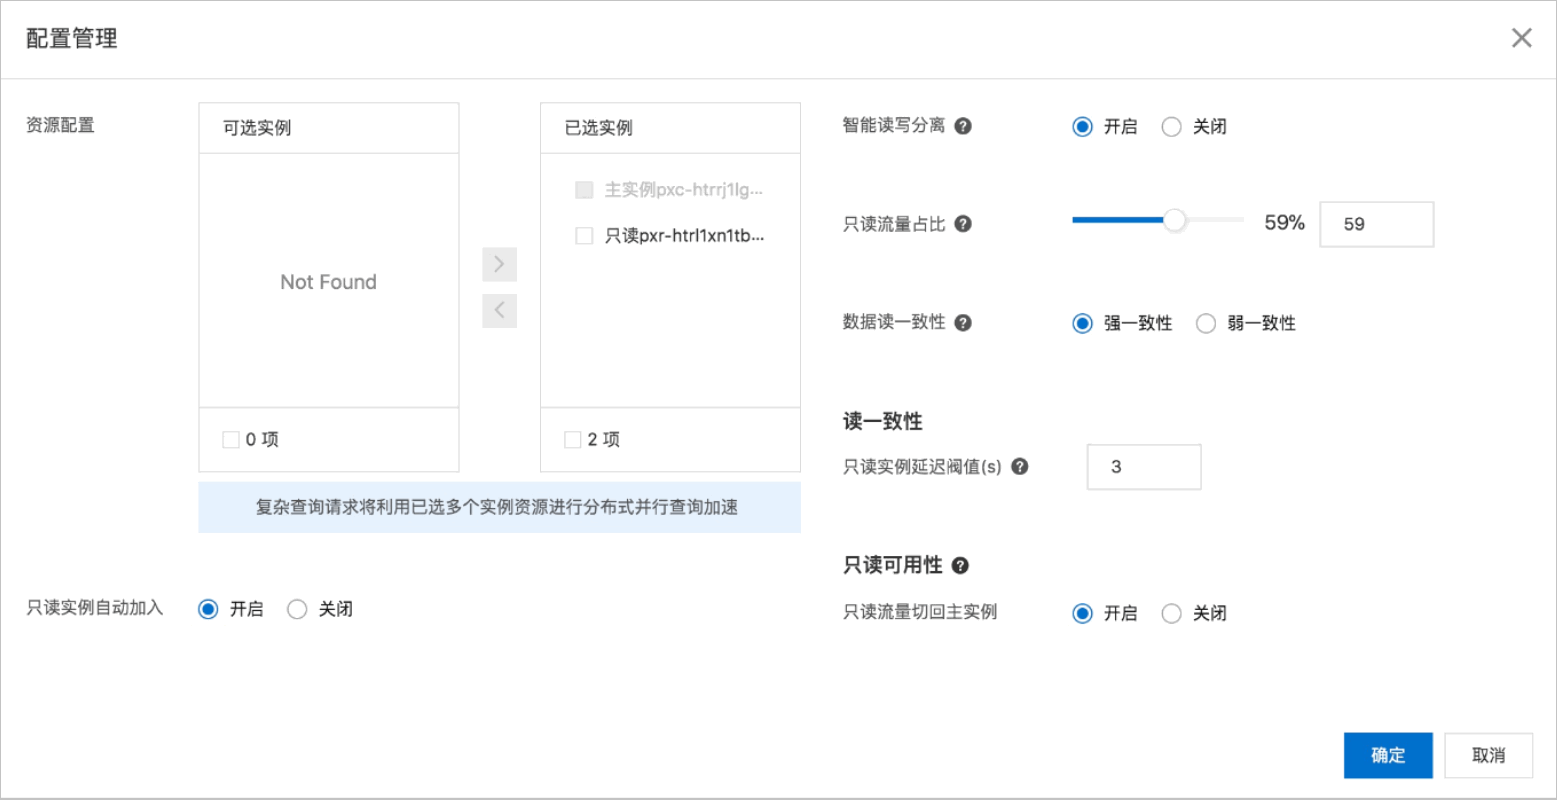 配置管理
资源配置
可选实例
Not Found
0 项
已选实例
主实例pxc-htrrj1lg...
只读pxr-htrl1xn1tb...
2 项
复杂查询请求将利用已选多个实例资源进行分布式并行查询加速
只读实例自动加入 开启 关闭
智能读写分离 ? 开启 关闭
只读流量占比 ? 59% 59
数据读一致性 ? 强一致性 弱一致性
读一致性
只读实例延迟阀值(s) ? 3
只读可用性 ?
只读流量切回主实例 开启 关闭
确定 取消